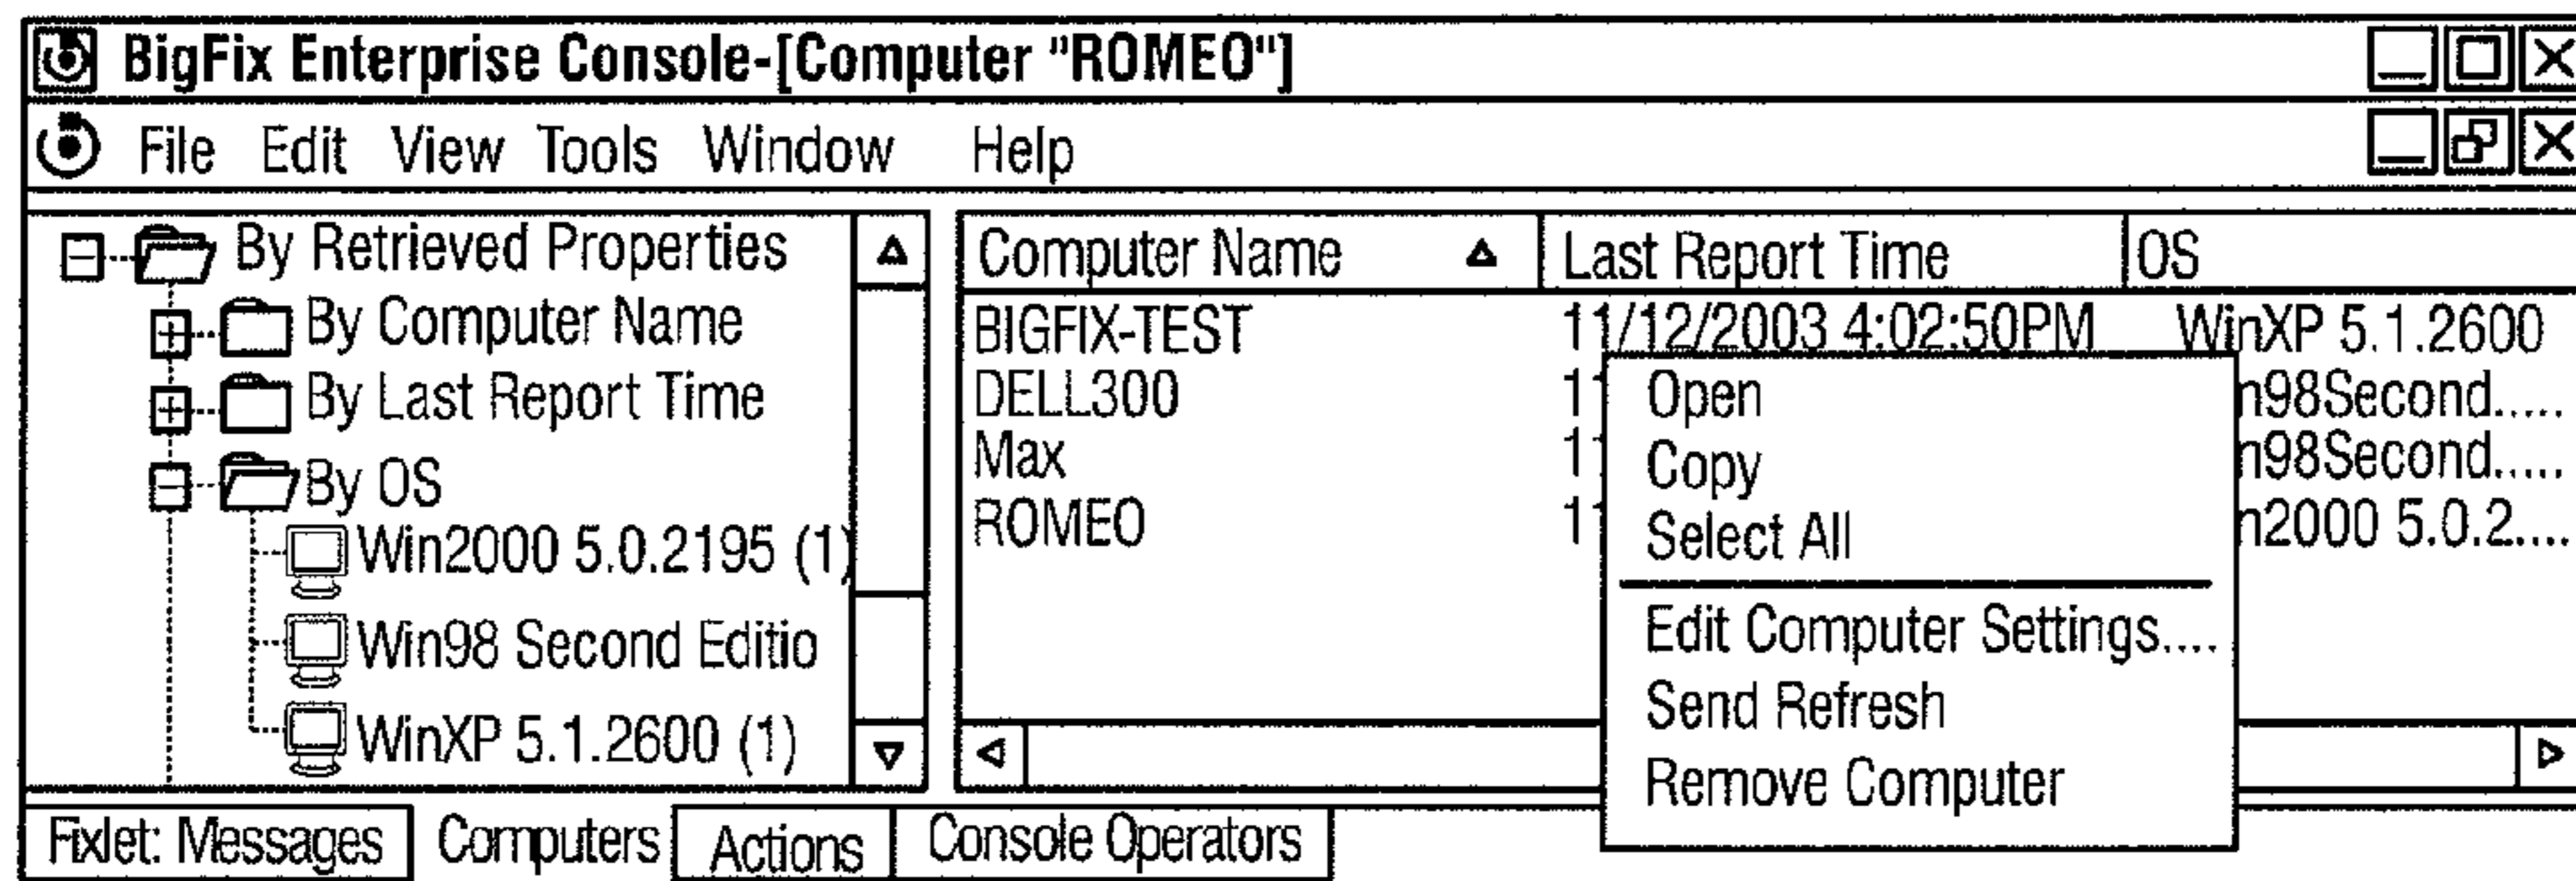 BigFix Enterprise Console-[Computer "ROMEO"]
File Edit View Tools Window Help
By Retrieved Properties
By Computer Name
By Last Report Time
By OS
Win2000 5.0.2195 (1)
Win98 Second Editio
WinXP 5.1.2600 (1)
Computer Name Last Report Time OS
BIGFIX-TEST 11/12/2003 4:02:50PM WinXP 5.1.2600
DELL300 11 n98Second.....
Max 11 n98Second.....
ROMEO 11 n2000 5.0.2....
Open
Copy
Select All
Edit Computer Settings....
Send Refresh
Remove Computer
Fixlet: Messages Computers Actions Console Operators